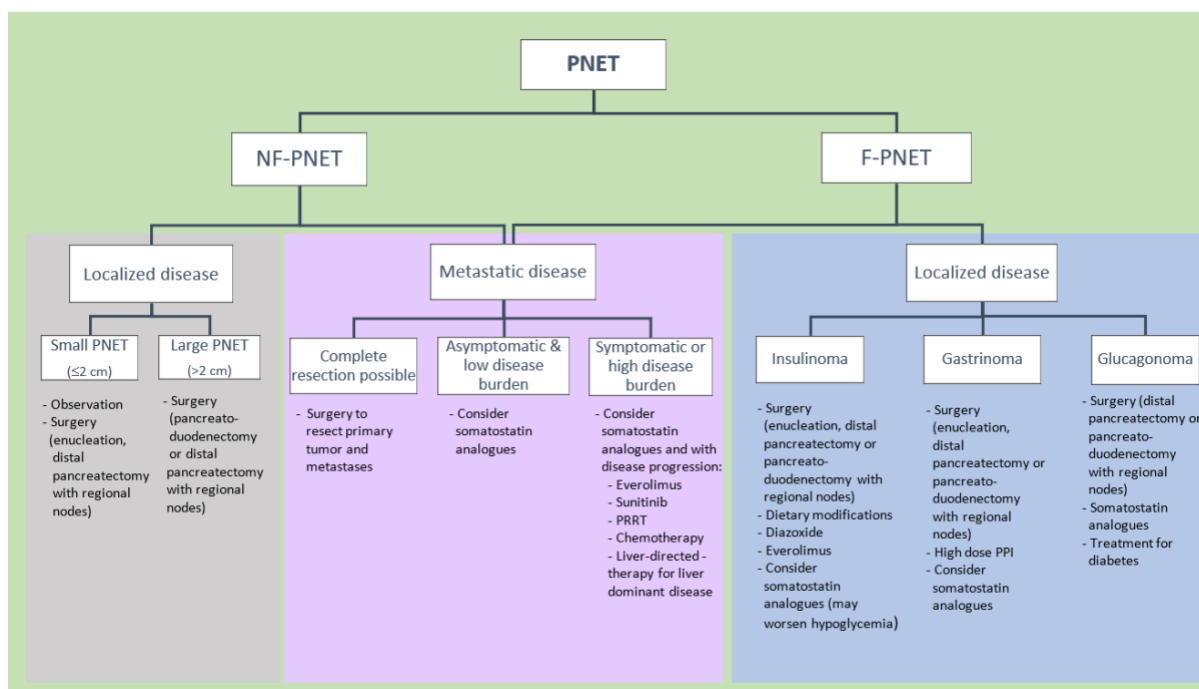 PNET
NF-PNET
F-PNET
Localized disease
Small PNET
(≤2 cm)
- Observation
- Surgery
(enucleation,
distal
pancreatectomy
with regional
nodes)
Large PNET
(>2 cm)
- Surgery
(pancreato-
duodenectomy
or distal
pancreatectomy
with regional
nodes)
Metastatic disease
Complete
resection possible
- Surgery to
resect primary
tumor and
metastases
Asymptomatic &
low disease
burden
- Consider
somatostatin
analogues
Symptomatic or
high disease
burden
- Consider
somatostatin
analogues and with
disease progression:
- Everolimus
- Sunitinib
- PRRT
- Chemotherapy
- Liver-directed -
therapy for liver
dominant disease
Localized disease
Insulinoma
- Surgery
(enucleation, distal
pancreatectomy or
pancreato-
duodenectomy with
regional nodes)
- Dietary modifications
- Diazoxide
- Everolimus
- Consider
somatostatin
analogues (may
worsen hypoglycemia)
Gastrinoma
- Surgery
(enucleation,
distal
pancreatectomy or
pancreato-
duodenectomy
with regional
nodes)
- High dose PPI
- Consider
somatostatin
analogues
Glucagonoma
- Surgery (distal
pancreatectomy or
pancreato-
duodenectomy with
regional nodes)
- Somatostatin
analogues
- Treatment for
diabetes